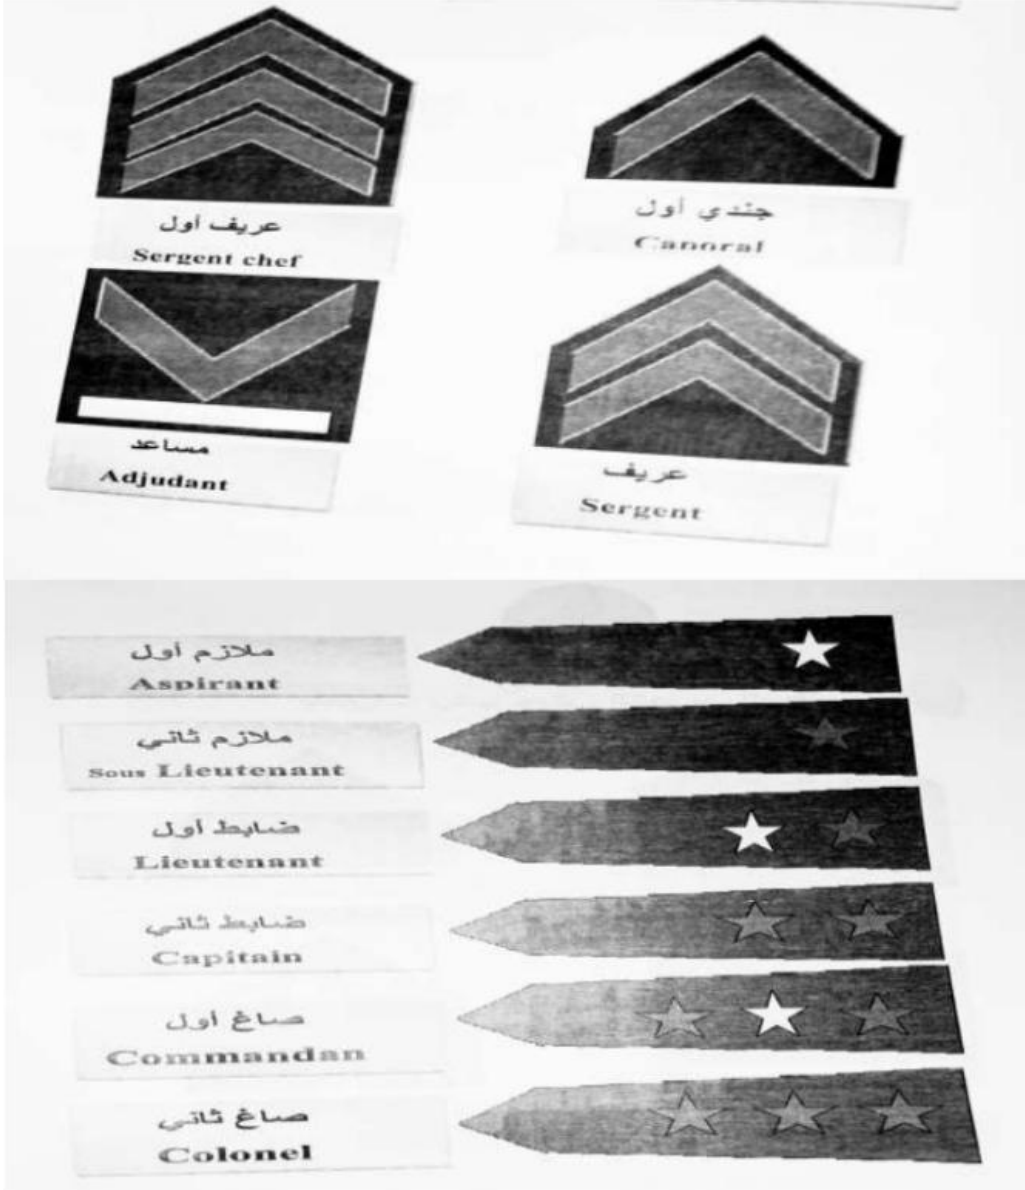 عريف أول
Sergent chef
جندي أول
Canoral
مساعد
Adjudant
عريف
Sergent
ملازم أول
Aspirant
ملازم ثاني
Sous Lieutenant
ضابط أول
Lieutenant
ضابط ثاني
Capitain
صاغ أول
Commandan
صاغ ثاني
Colonel